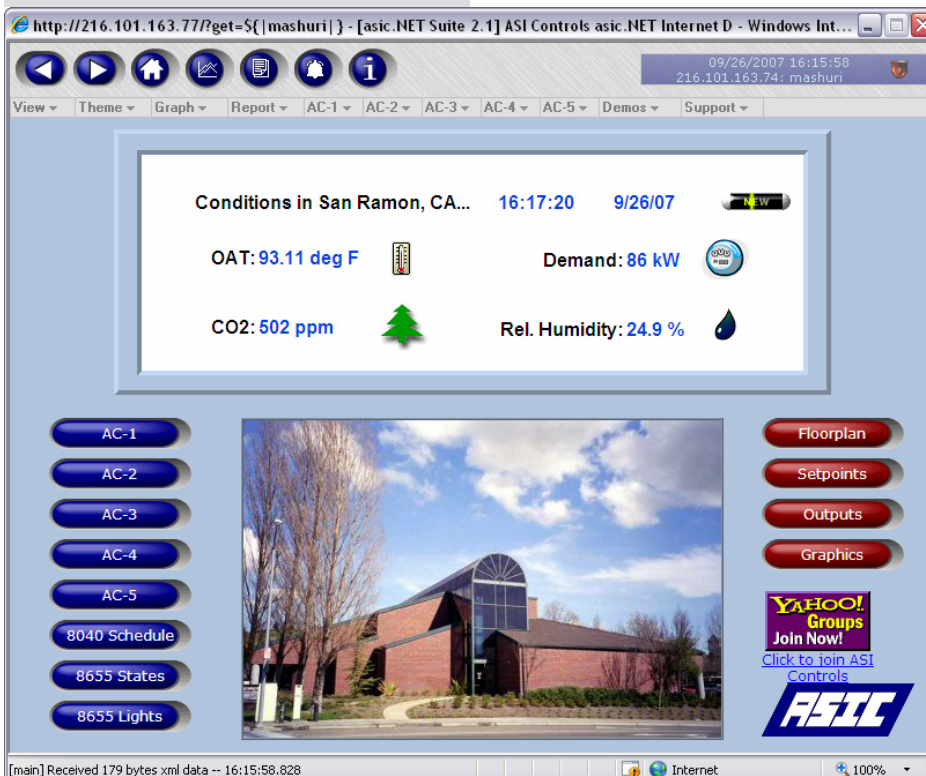 http://216.101.163.77/?get=${|mashuri|} - [asic.NET Suite 2.1] ASI Controls asic.NET Internet D - Windows Int...
09/26/2007 16:15:58
216.101.163.74: mashuri
View Theme Graph Report AC-1 AC-2 AC-3 AC-4 AC-5 Demos Support
Conditions in San Ramon, CA... 16:17:20 9/26/07 NEW
OAT: 93.11 deg F Demand: 86 kW
CO2: 502 ppm Rel. Humidity: 24.9 %
AC-1
AC-2
AC-3
AC-4
AC-5
8040 Schedule
8655 States
8655 Lights
Floorplan
Setpoints
Outputs
Graphics
YAHOO!
Groups
Join Now!
Click to join ASI
Controls
ASIC
[main] Received 179 bytes xml data -- 16:15:58.828 Internet 100%